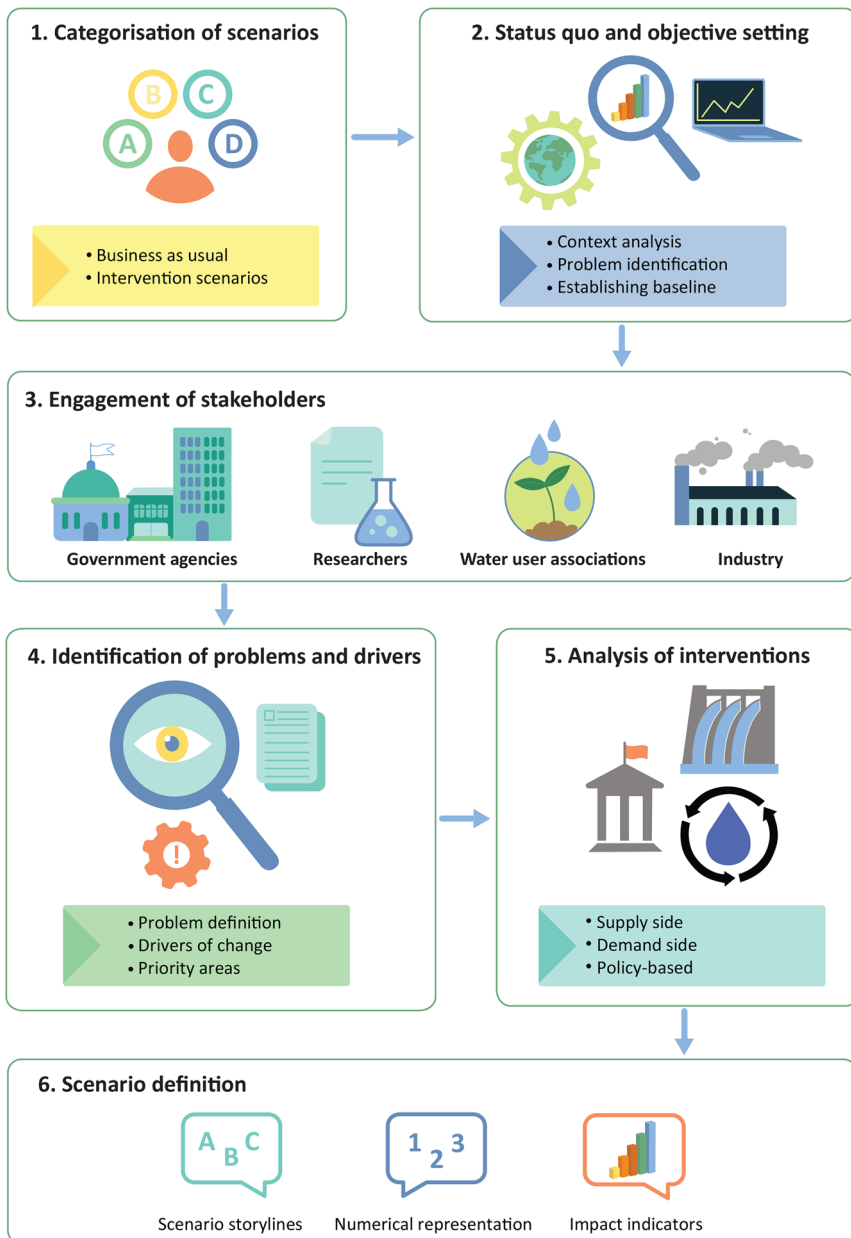 1. Categorisation of scenarios
A
B
C
D
• Business as usual
• Intervention scenarios
2. Status quo and objective setting
• Context analysis
• Problem identification
• Establishing baseline
3. Engagement of stakeholders
Government agencies
Researchers
Water user associations
Industry
4. Identification of problems and drivers
!
• Problem definition
• Drivers of change
• Priority areas
5. Analysis of interventions
• Supply side
• Demand side
• Policy-based
6. Scenario definition
A B C
1 2 3
Scenario storylines
Numerical representation
Impact indicators